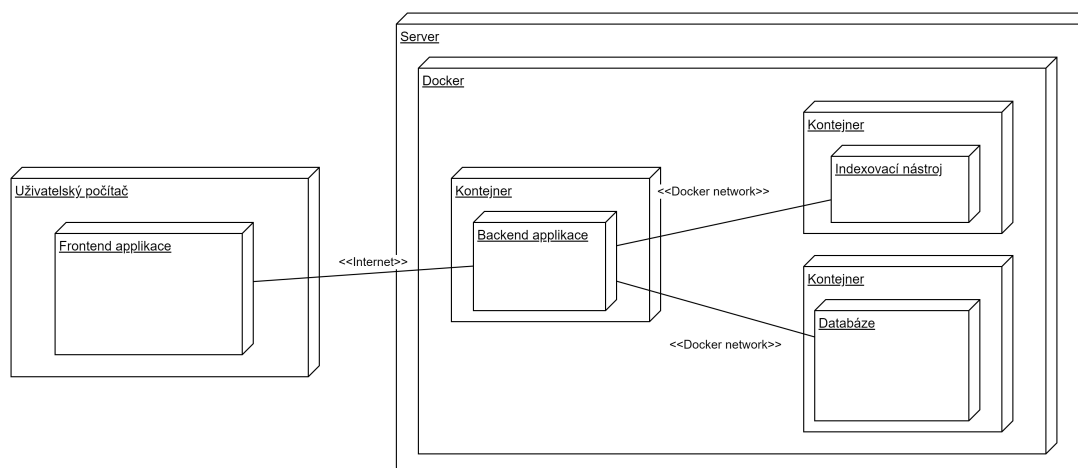 Server
Docker
Kontejner
Indexovací nástroj
Uživatelský počítač
Kontejner
<<Docker network>>
Backend applikace
Frontend applikace
<<Internet>>
Kontejner
Databáze
<<Docker network>>